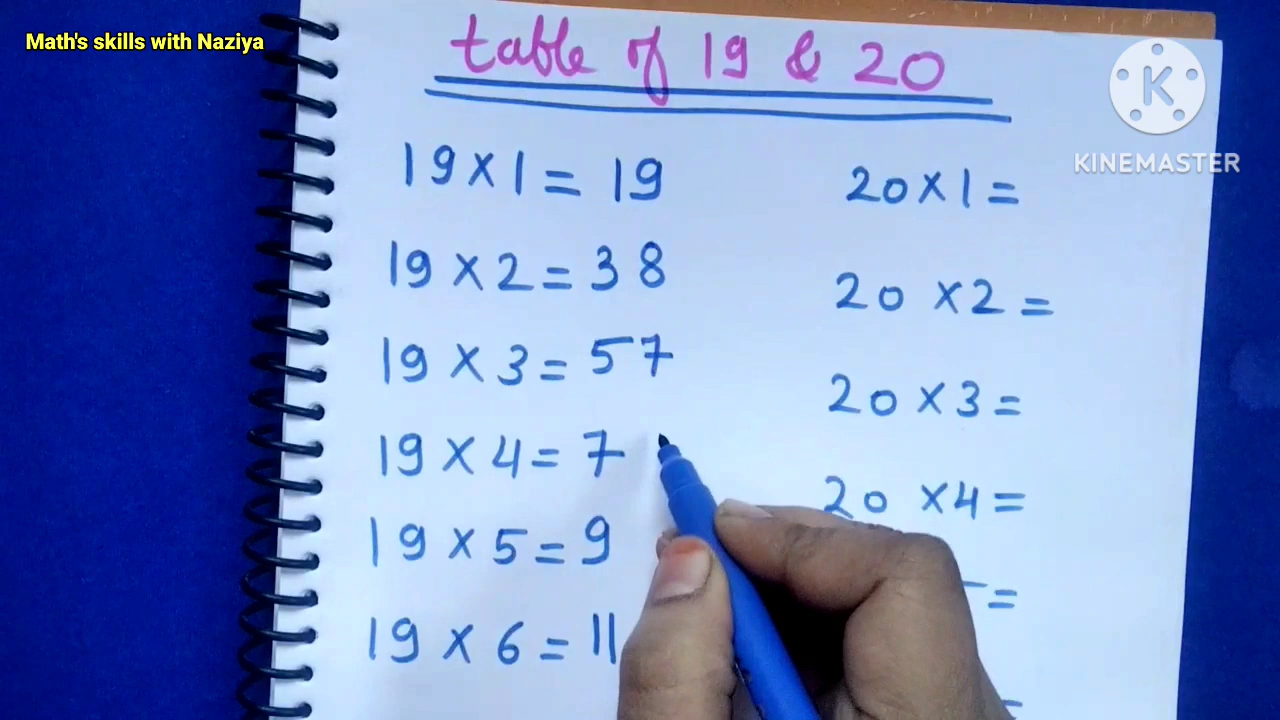 Math's skills with Naziya
table of 19 & 20
KINEMASTER
19 × 1 = 19
19 × 2 = 38
19 × 3 = 57
19 × 4 = 7
19 × 5 = 9
19 × 6 = 11
20 × 1 =
20 × 2 =
20 × 3 =
20 × 4 =
=